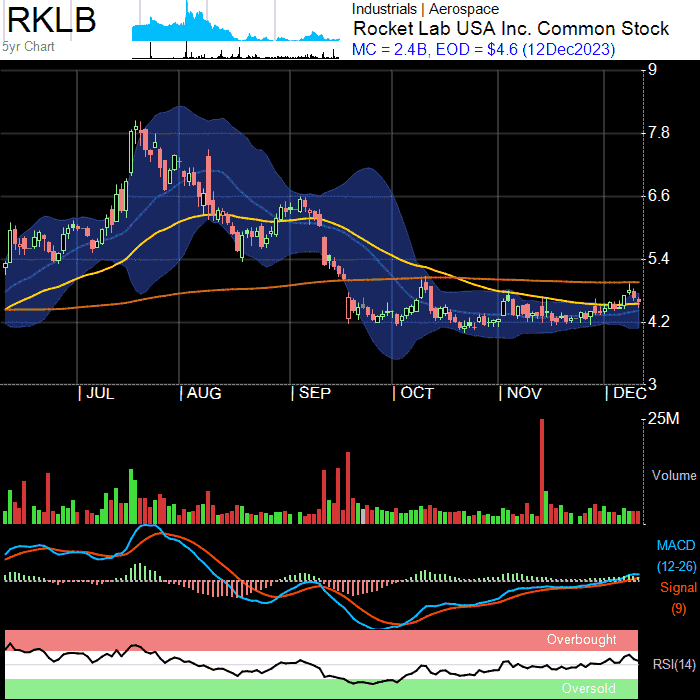 RKLB
5yr Chart
Industrials | Aerospace
Rocket Lab USA Inc. Common Stock
MC = 2.4B, EOD = $4.6 (12Dec2023)
9
7.8
6.6
5.4
4.2
3
| JUL | AUG | SEP | OCT | NOV | DEC
25M
Volume
MACD
(12-26)
Signal
(9)
Overbought
RSI(14)
Oversold